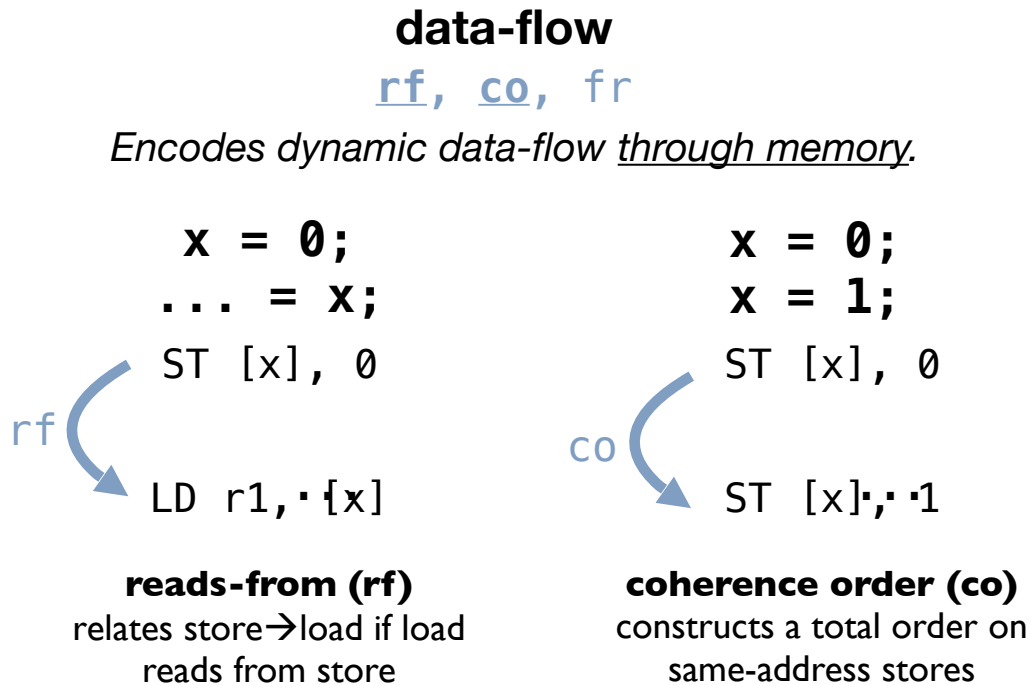 data-flow
rf, co, fr
Encodes dynamic data-flow through memory.
x = 0;
... = x;
ST [x], 0
rf
LD r1, [x]
reads-from (rf)
relates store→load if load
reads from store
x = 0;
x = 1;
ST [x], 0
co
ST [x], 1
coherence order (co)
constructs a total order on
same-address stores